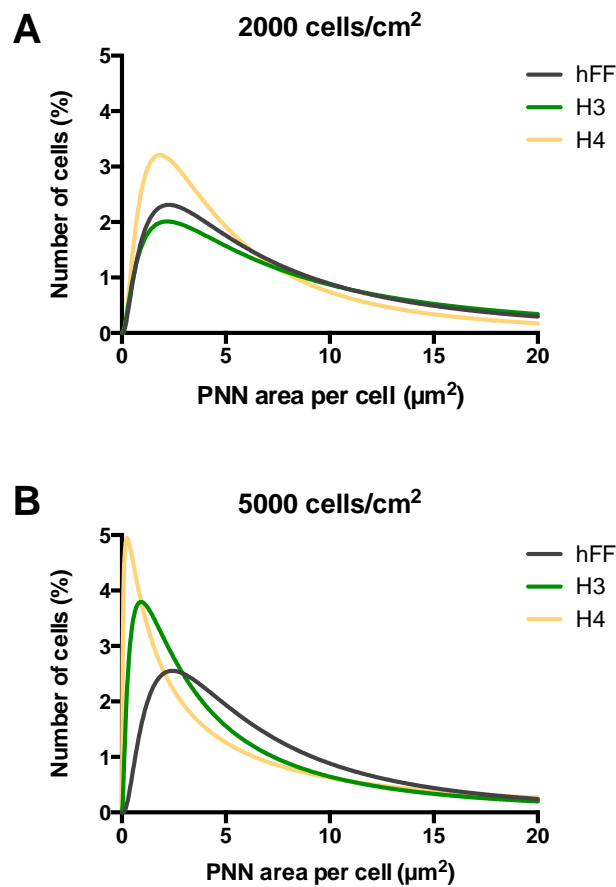 A
2000 cells/cm²
hFF
H3
H4
Number of cells (%)
5
4
3
2
1
0
0 5 10 15 20
PNN area per cell (µm²)
B
5000 cells/cm²
hFF
H3
H4
Number of cells (%)
5
4
3
2
1
0
0 5 10 15 20
PNN area per cell (µm²)